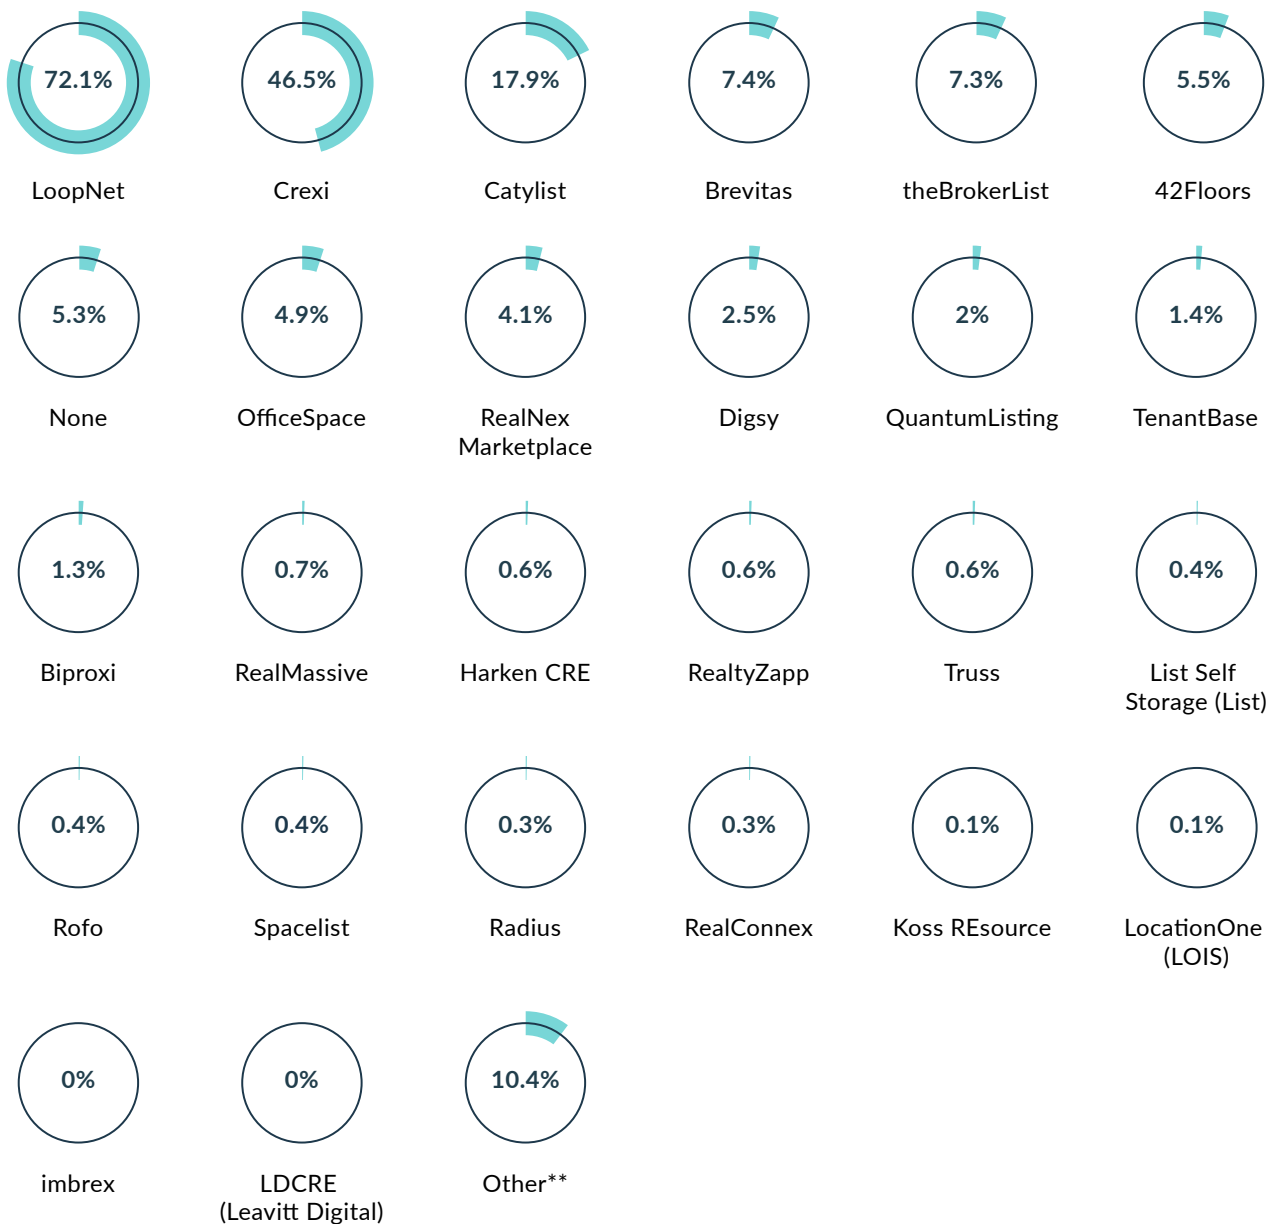 72.1% 46.5% 17.9% 7.4% 7.3% 5.5%
LoopNet Crexi Catylist Brevitas theBrokerList 42Floors
5.3% 4.9% 4.1% 2.5% 2% 1.4%
None OfficeSpace RealNex Digsy QuantumListing TenantBase
Marketplace
1.3% 0.7% 0.6% 0.6% 0.6% 0.4%
Biproxi RealMassive Harken CRE RealtyZapp Truss List Self
Storage (List)
0.4% 0.4% 0.3% 0.3% 0.1% 0.1%
Rofo Spacelist Radius RealConnex Koss REsource LocationOne
(LOIS)
0% 0% 10.4%
imbrex LDCRE Other**
(Leavitt Digital)